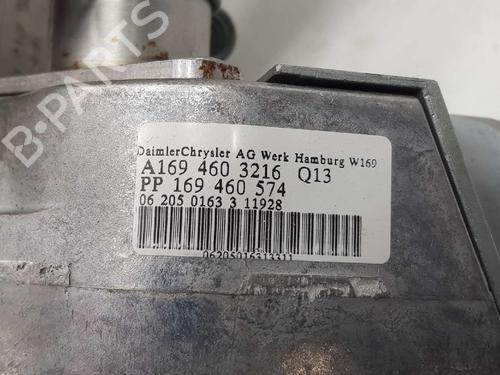 B-PARTS
DaimlerChrysler AG Werk Hamburg W169
A169 460 3216 Q13
PP 169 460 574
06 205 0163 3 11928